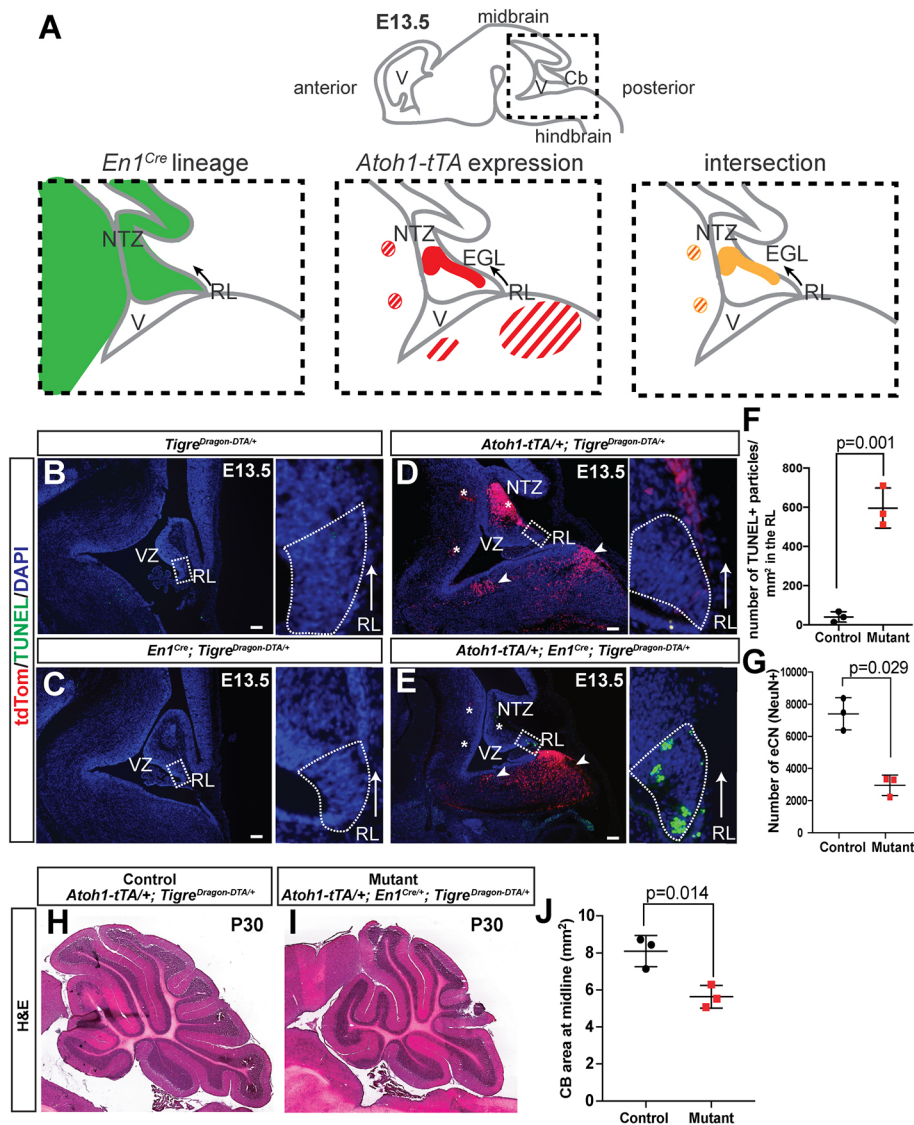 A
E13.5
midbrain
anterior
V
V
Cb
posterior
hindbrain
En1Cre lineage
Atoh1-tTA expression
intersection
NTZ
V
RL
NTZ
EGL
V
RL
NTZ
EGL
V
RL
tdTom/TUNEL/DAPI
TigreDragon-DTA/+
B
E13.5
VZ
RL
RL
En1Cre; TigreDragon-DTA/+
C
E13.5
VZ
RL
RL
Atoh1-tTA/+; TigreDragon-DTA/+
D
E13.5
NTZ
*
*
*
VZ
RL
RL
Atoh1-tTA/+; En1Cre; TigreDragon-DTA/+
E
E13.5
NTZ
*
*
*
VZ
RL
RL
F
p=0.001
number of TUNEL+ particles/
mm2 in the RL
800
600
400
200
0
Control Mutant
G
p=0.029
Number of eCN (NeuN+)
10000
8000
6000
4000
2000
0
Control Mutant
H&E
Control
Atoh1-tTA/+; TigreDragon-DTA/+
H
P30
Mutant
Atoh1-tTA/+; En1Cre/+; TigreDragon-DTA/+
I
P30
J
p=0.014
CB area at midline (mm2)
10
8
6
4
2
0
Control Mutant